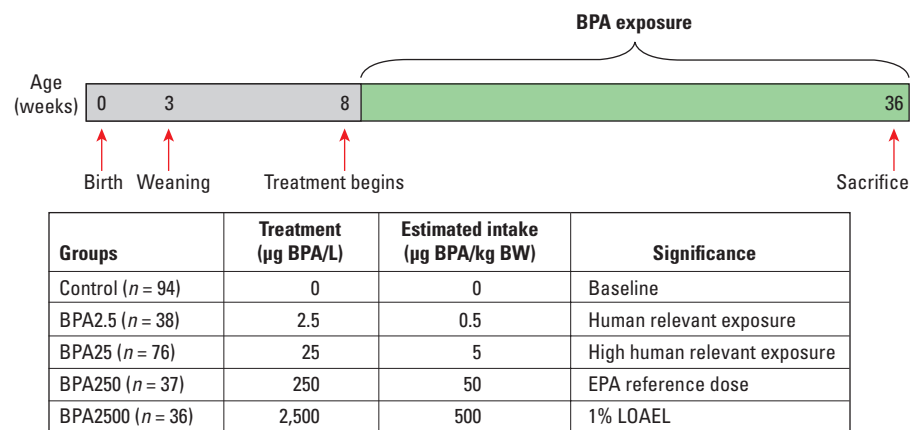 BPA exposure
Age
(weeks) 0 3 8 36
Birth Weaning Treatment begins Sacrifice
Groups Treatment (µg BPA/L) Estimated intake (µg BPA/kg BW) Significance
Control (n = 94) 0 0 Baseline
BPA2.5 (n = 38) 2.5 0.5 Human relevant exposure
BPA25 (n = 76) 25 5 High human relevant exposure
BPA250 (n = 37) 250 50 EPA reference dose
BPA2500 (n = 36) 2,500 500 1% LOAEL